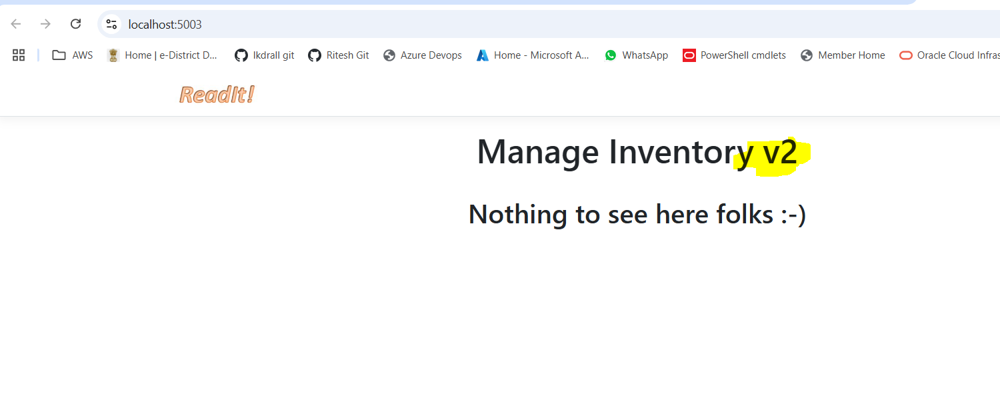 localhost:5003
AWS Home | e-District D... lkdrall git Ritesh Git Azure Devops Home - Microsoft A... WhatsApp PowerShell cmdlets Member Home Oracle Cloud Infras
ReadIt!
Manage Inventory v2
Nothing to see here folks :-)